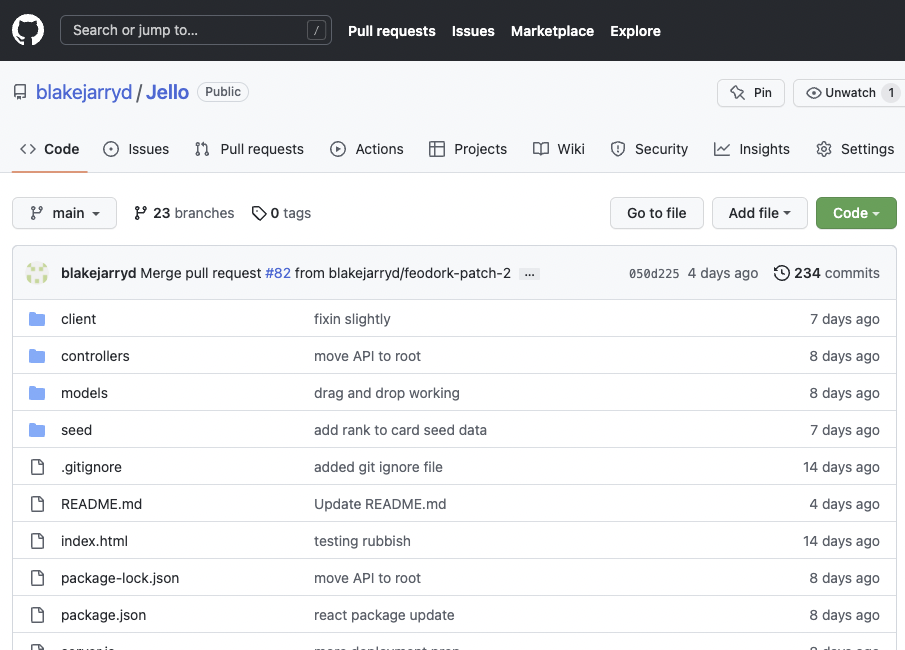 Search or jump to... /
Pull requests Issues Marketplace Explore
blakejarryd / Jello Public
Pin Unwatch 1
Code Issues Pull requests Actions Projects Wiki Security Insights Settings
main 23 branches 0 tags Go to file Add file Code
blakejarryd Merge pull request #82 from blakejarryd/feodork-patch-2 ... 050d225 4 days ago 234 commits
client fixin slightly 7 days ago
controllers move API to root 8 days ago
models drag and drop working 8 days ago
seed add rank to card seed data 7 days ago
.gitignore added git ignore file 14 days ago
README.md Update README.md 4 days ago
index.html testing rubbish 14 days ago
package-lock.json move API to root 8 days ago
package.json react package update 8 days ago